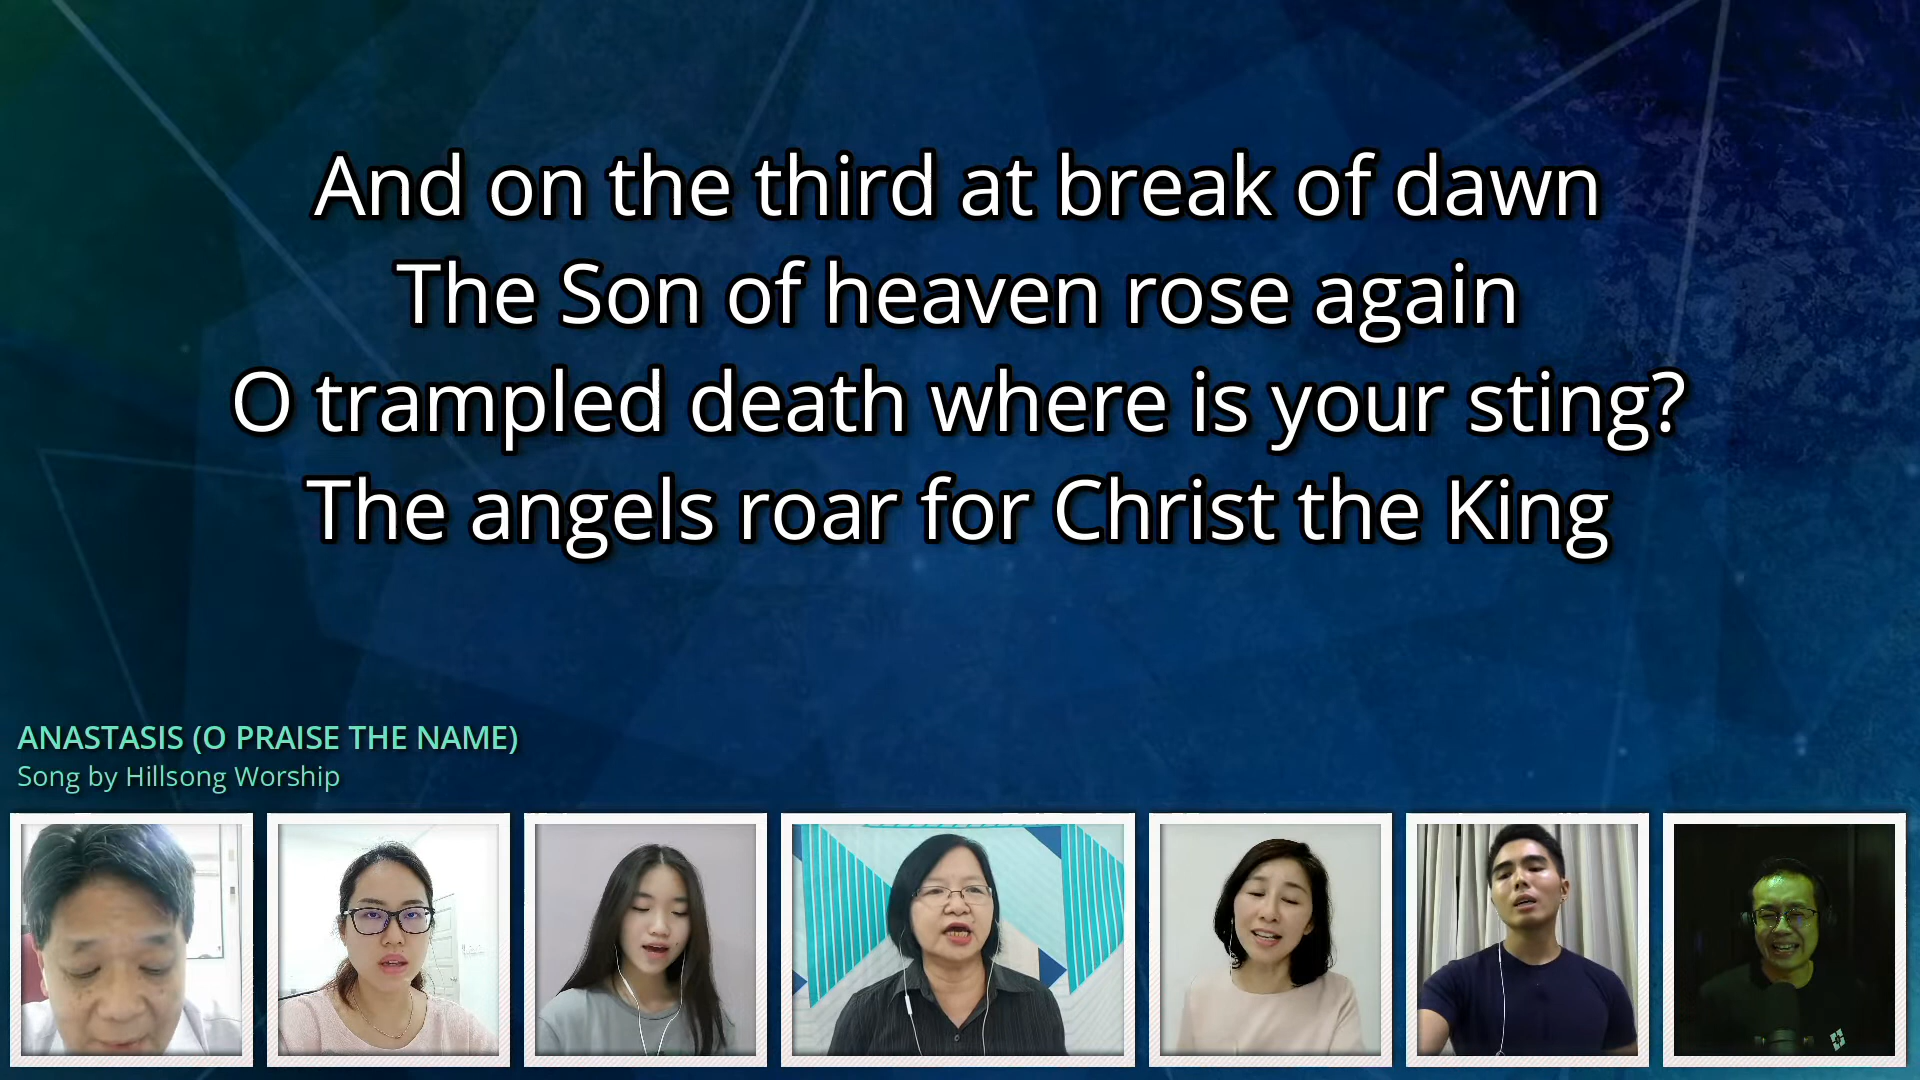 And on the third at break of dawn
The Son of heaven rose again
O trampled death where is your sting?
The angels roar for Christ the King
ANASTASIS (O PRAISE THE NAME)
Song by Hillsong Worship